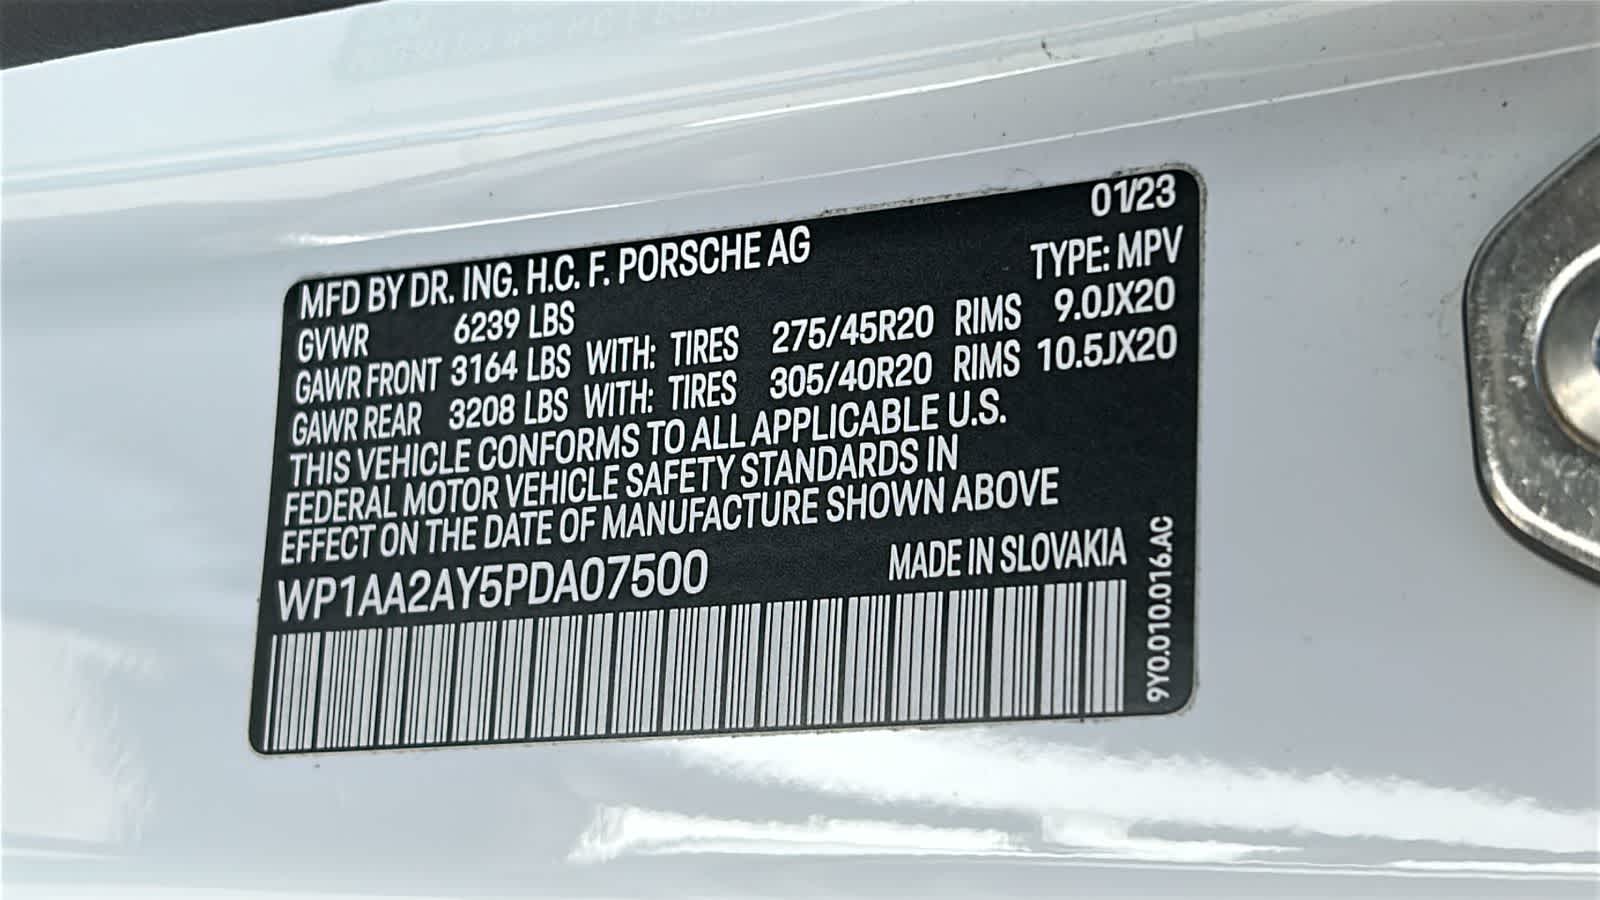 01/23
MFD BY DR. ING. H.C. F. PORSCHE AG
TYPE: MPV
GVWR 6239 LBS
GAWR FRONT 3164 LBS WITH: TIRES 275/45R20 RIMS 9.0JX20
GAWR REAR 3208 LBS WITH: TIRES 305/40R20 RIMS 10.5JX20
THIS VEHICLE CONFORMS TO ALL APPLICABLE U.S.
FEDERAL MOTOR VEHICLE SAFETY STANDARDS IN
EFFECT ON THE DATE OF MANUFACTURE SHOWN ABOVE
WP1AA2AY5PDA07500 MADE IN SLOVAKIA
9Y0.010.016.AC